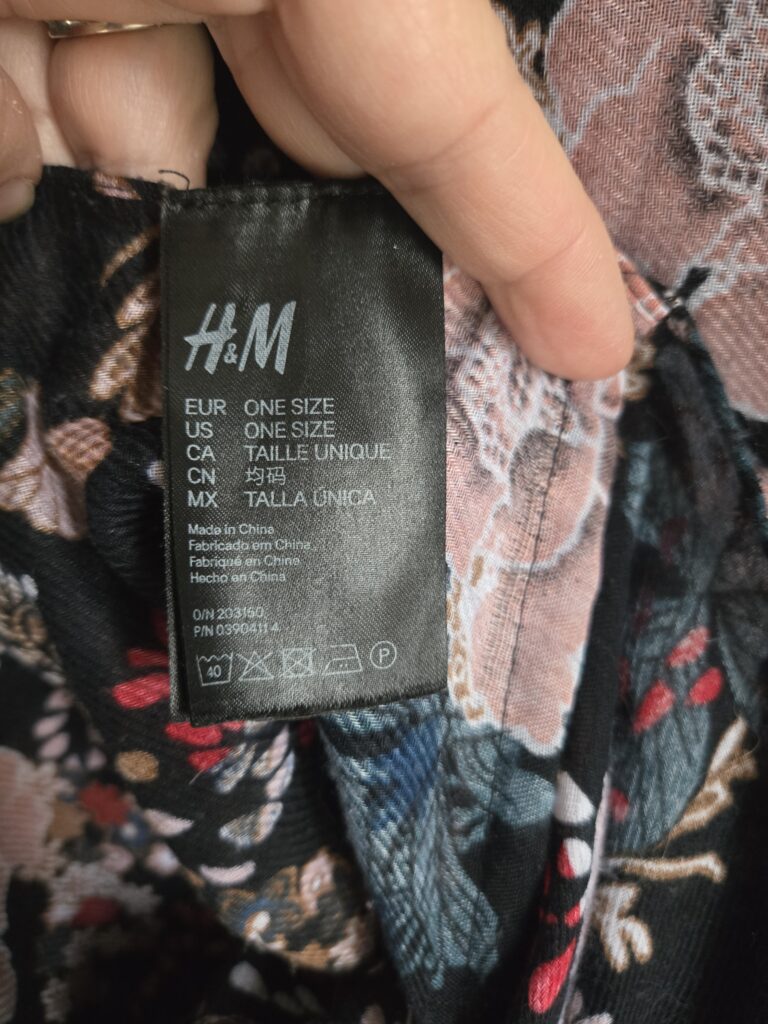 H&M
EUR ONE SIZE
US ONE SIZE
CA TAILLE UNIQUE
CN 均码
MX TALLA ÚNICA
Made in China
Fabricado em China
Fabriqué en Chine
Hecho en China
O/N 203160
P/N 0390411 4
40
P